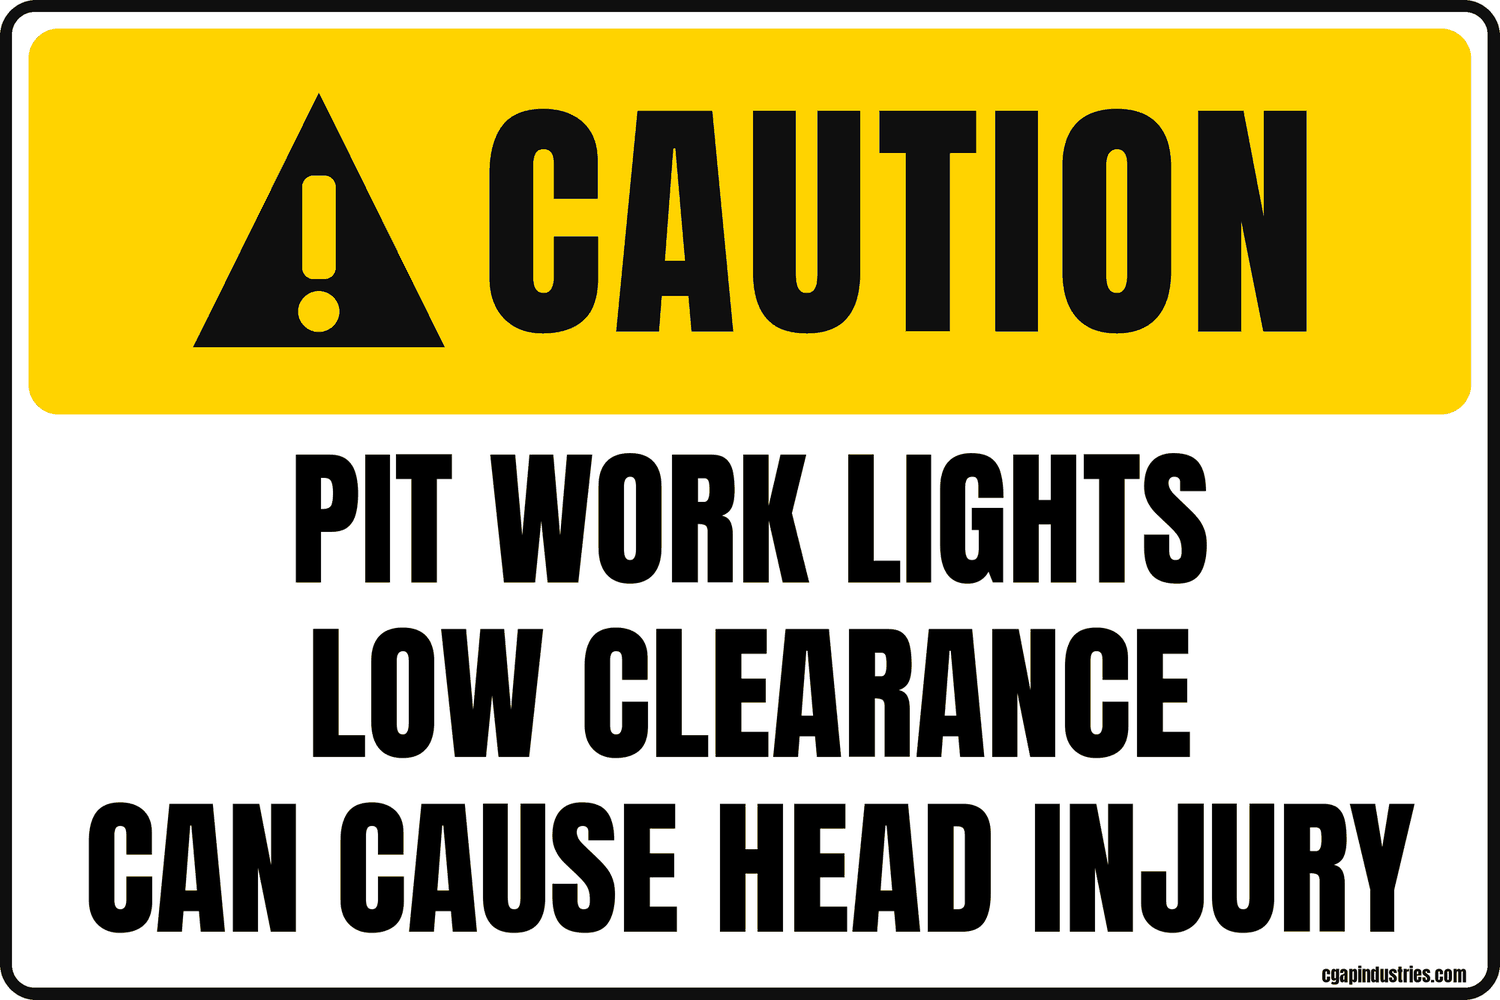 CAUTION
PIT WORK LIGHTS
LOW CLEARANCE
CAN CAUSE HEAD INJURY
cgapindustries.com